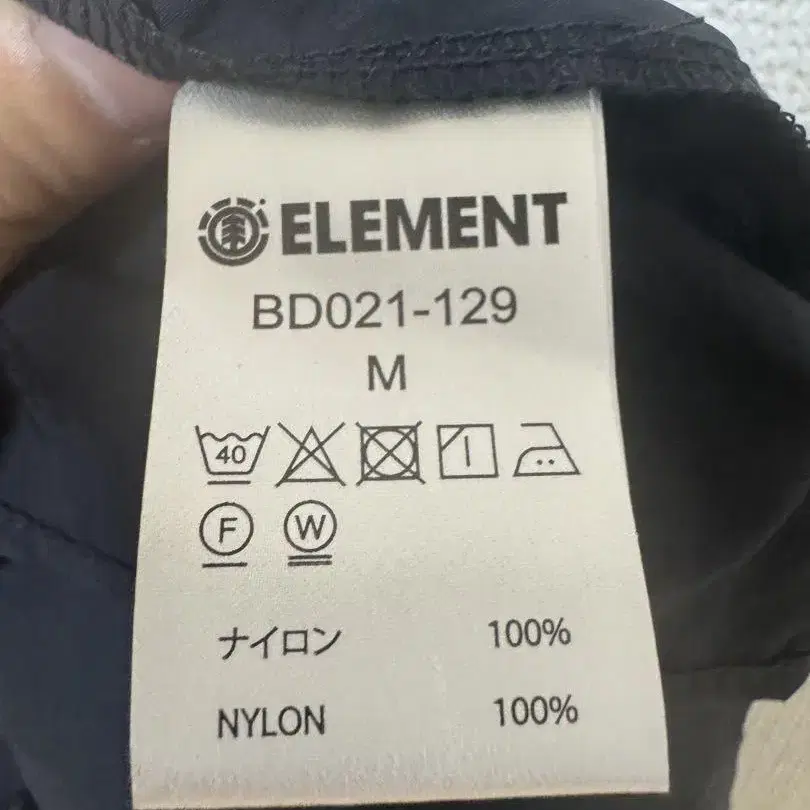 ELEMENT
BD021-129
M
40
F W
ナイロン 100%
NYLON 100%